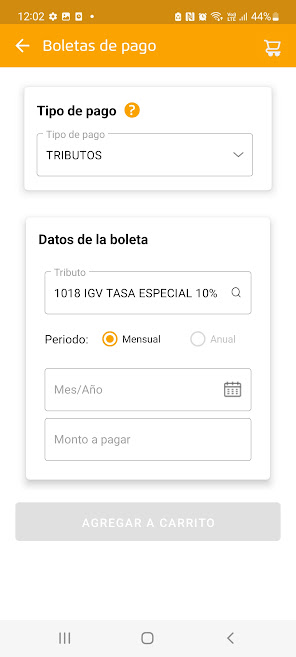 12:02 44%
Boletas de pago
Tipo de pago ?
Tipo de pago
TRIBUTOS
Datos de la boleta
Tributo
1018 IGV TASA ESPECIAL 10%
Periodo: Mensual Anual
Mes/Año
Monto a pagar
AGREGAR A CARRITO